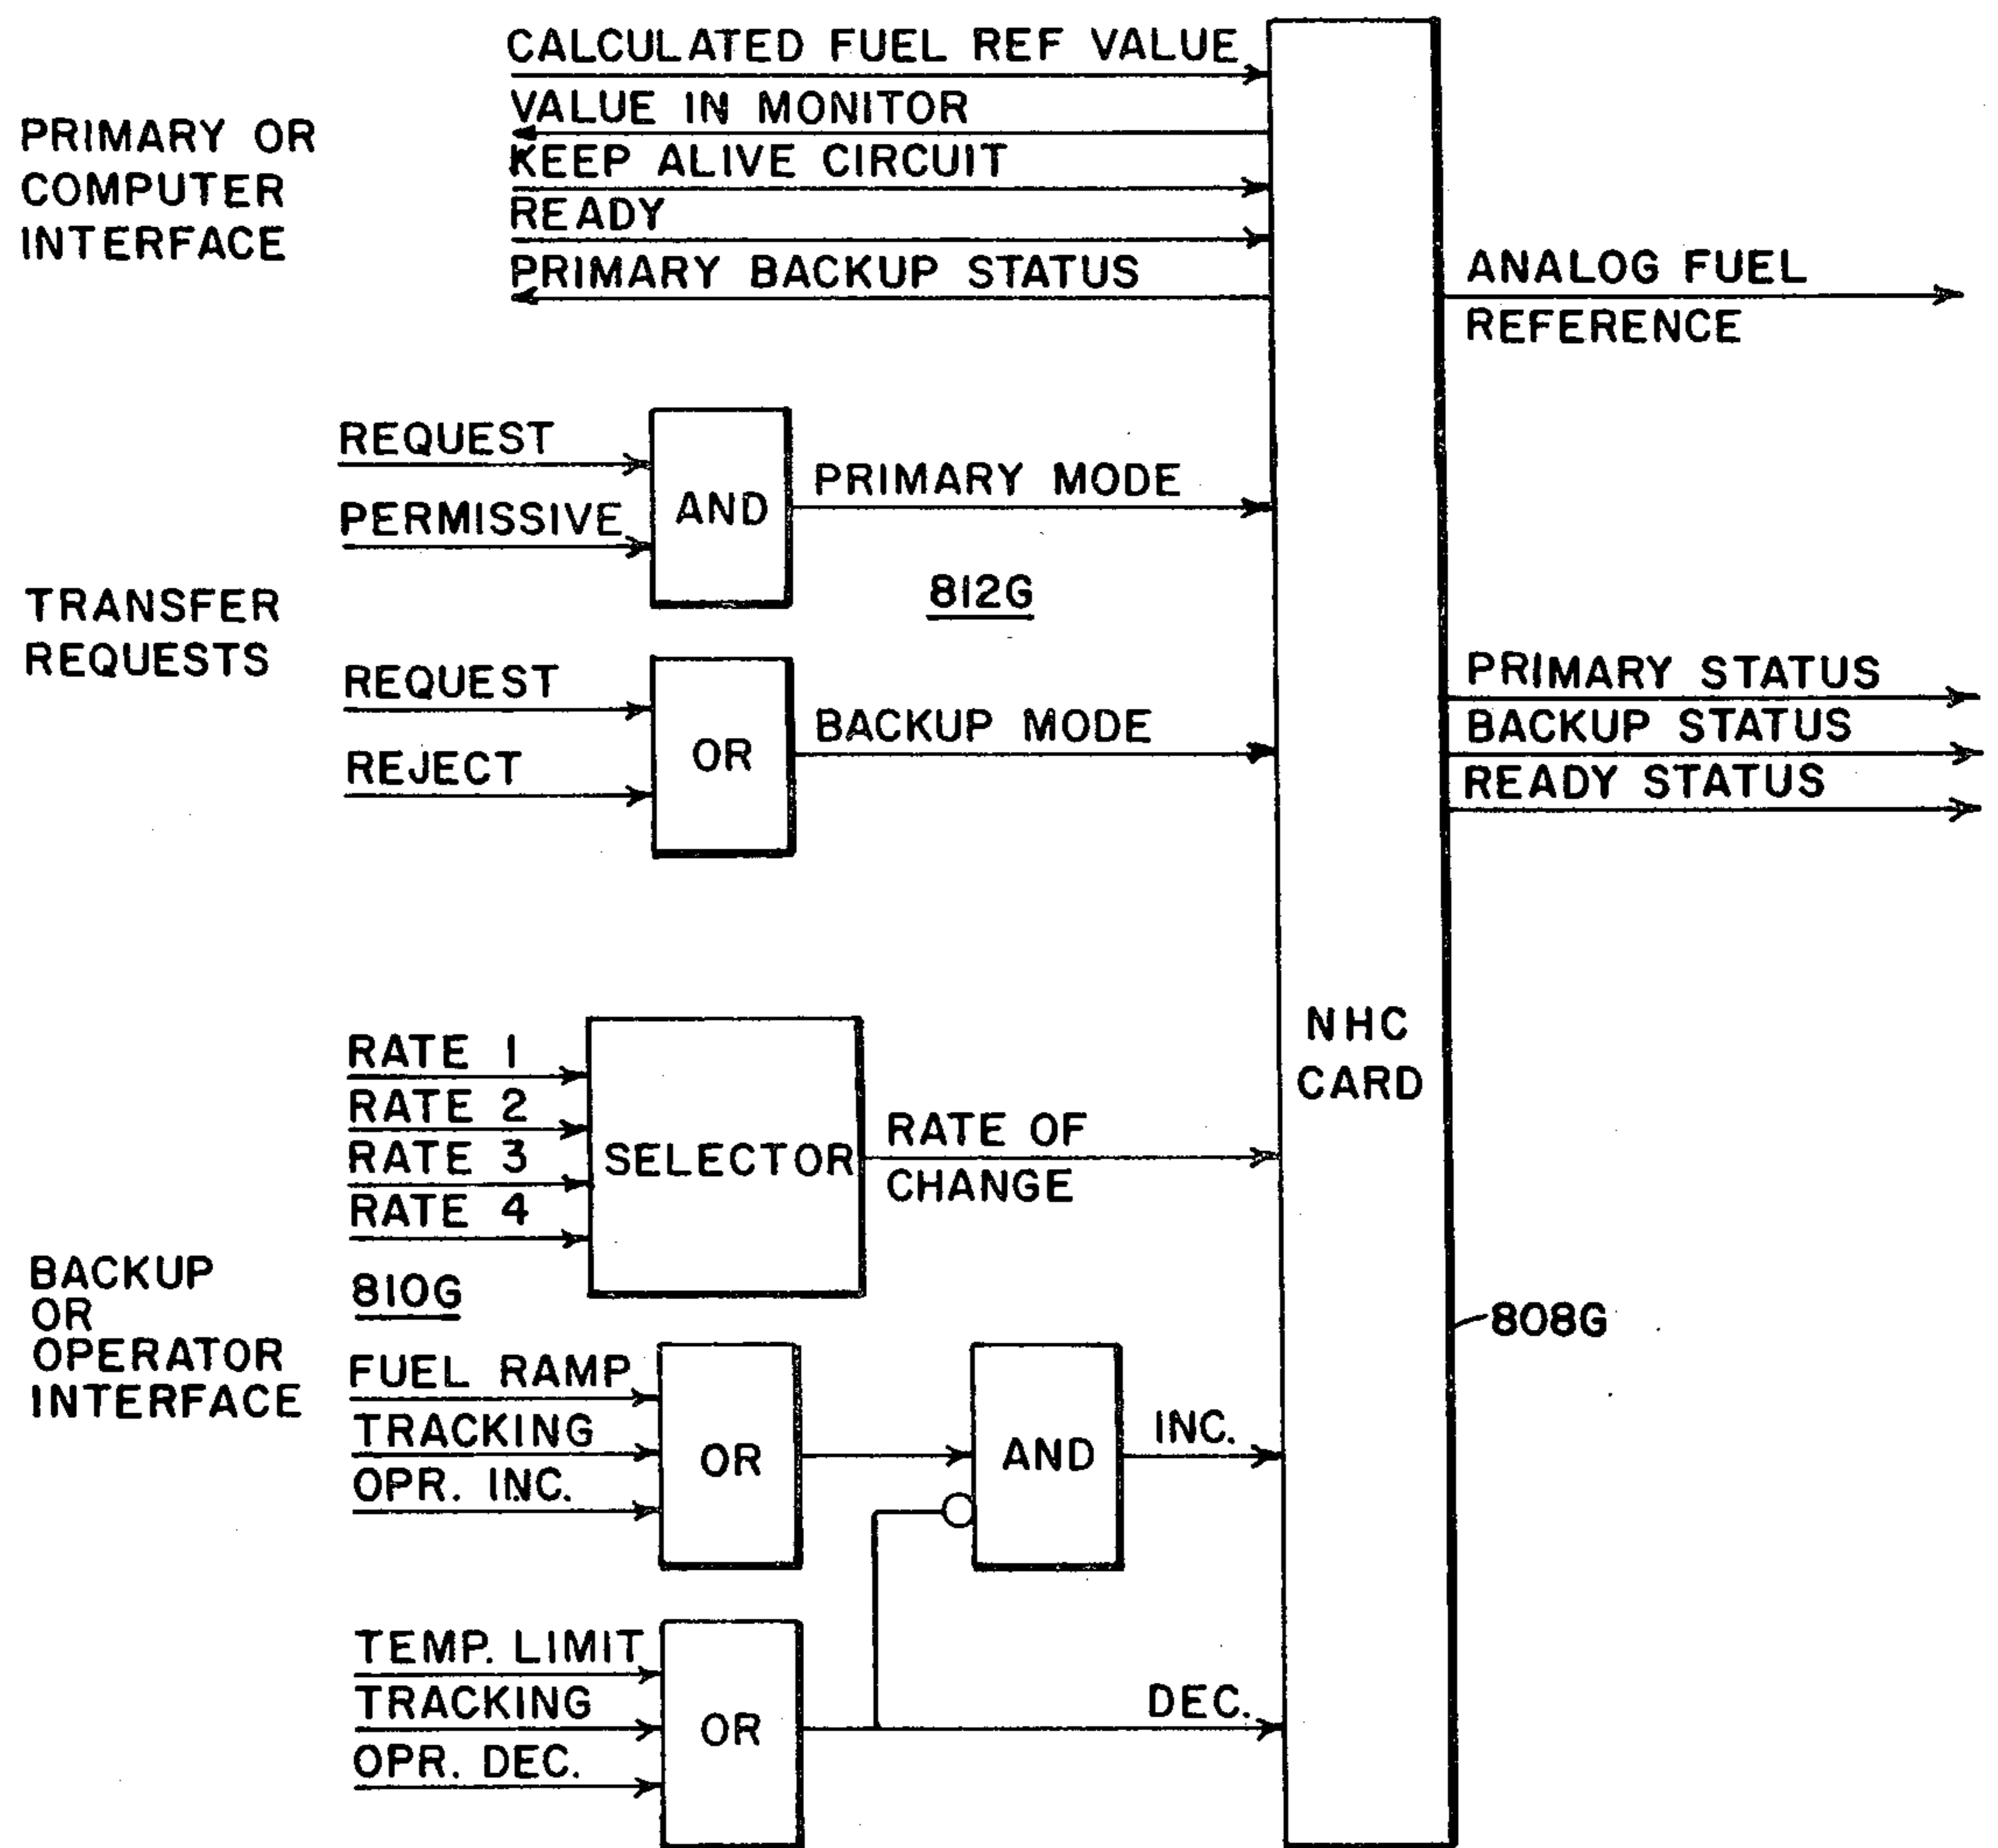 CALCULATED FUEL REF VALUE
VALUE IN MONITOR
KEEP ALIVE CIRCUIT
READY
PRIMARY BACKUP STATUS
PRIMARY OR
COMPUTER
INTERFACE
ANALOG FUEL
REFERENCE
REQUEST
PERMISSIVE
AND
PRIMARY MODE
812G
TRANSFER
REQUESTS
REQUEST
REJECT
OR
BACKUP MODE
PRIMARY STATUS
BACKUP STATUS
READY STATUS
NHC
CARD
RATE 1
RATE 2
RATE 3
RATE 4
SELECTOR
RATE OF
CHANGE
810G
BACKUP
OR
OPERATOR
INTERFACE
808G
FUEL RAMP
TRACKING
OPR. INC.
OR
AND
INC.
TEMP. LIMIT
TRACKING
OPR. DEC.
OR
DEC.